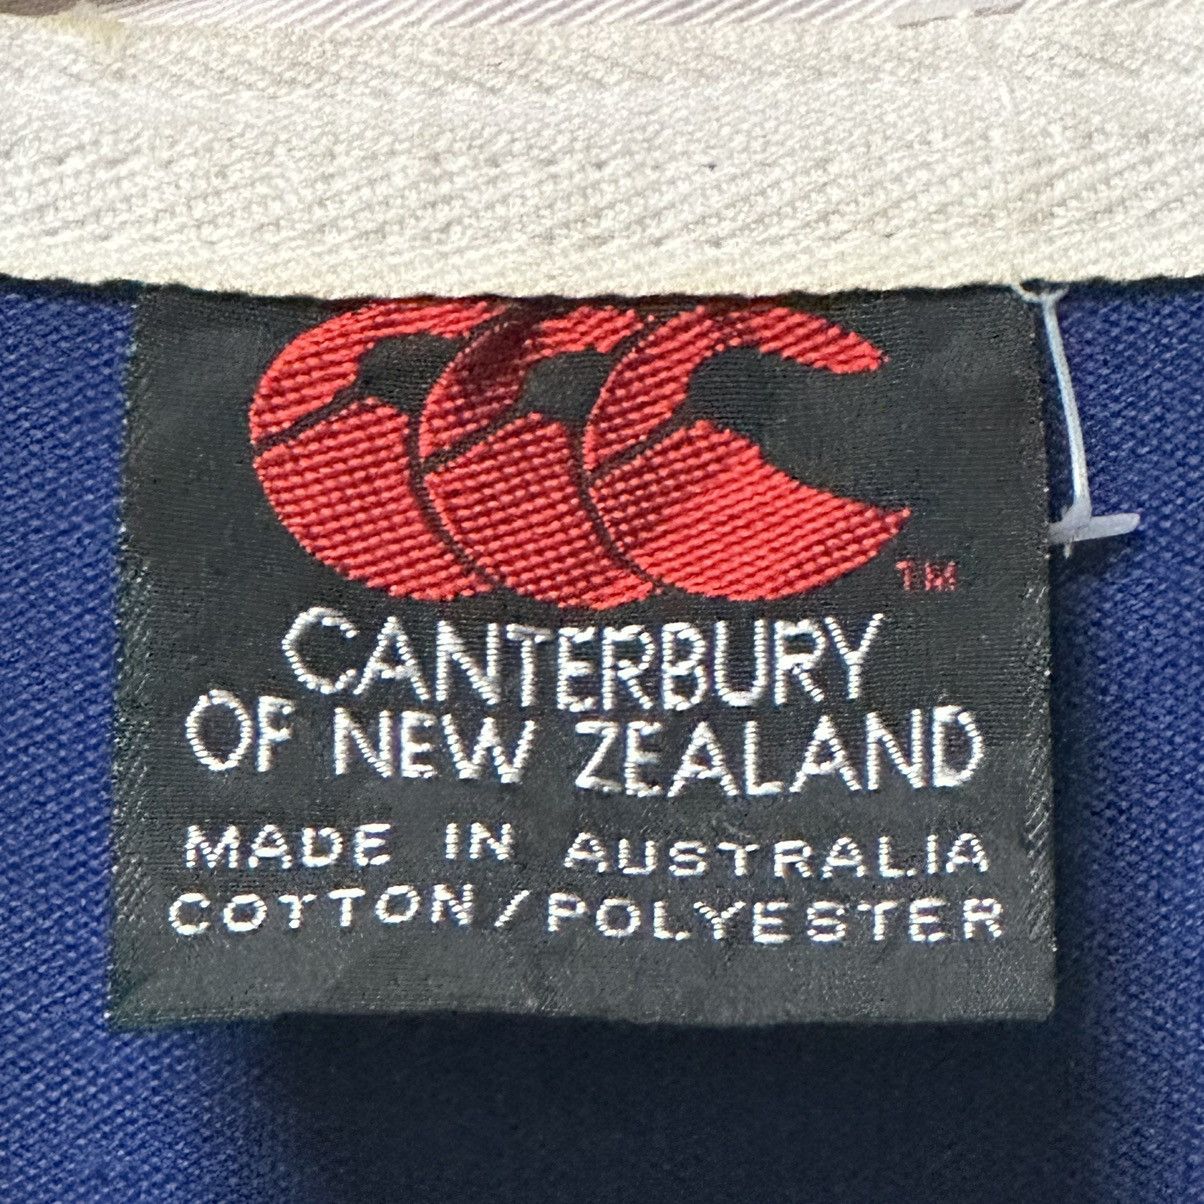 TM
CANTERBURY
OF NEW ZEALAND
MADE IN AUSTRALIA
COTTON/POLYESTER